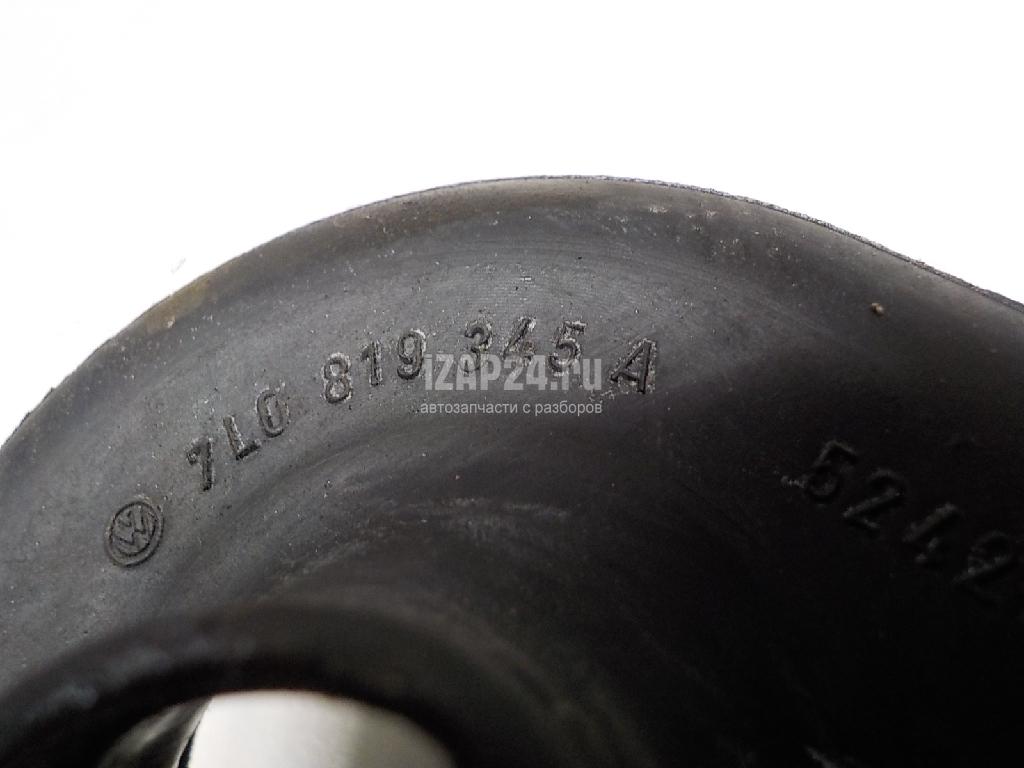 7L0 819 345 A
iZAP24.ru
автозапчасти с разборов
5242